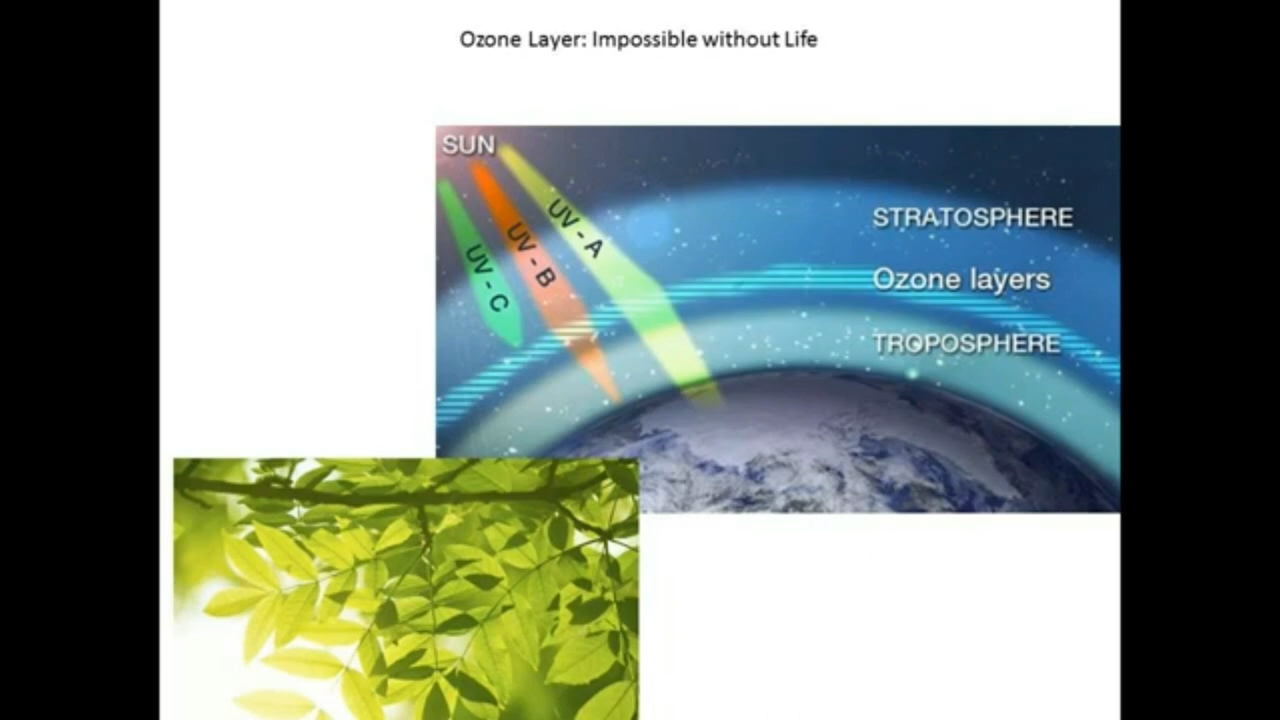 Ozone Layer: Impossible without Life
SUN
UV - A
UV - B
UV - C
STRATOSPHERE
Ozone layers
TROPOSPHERE